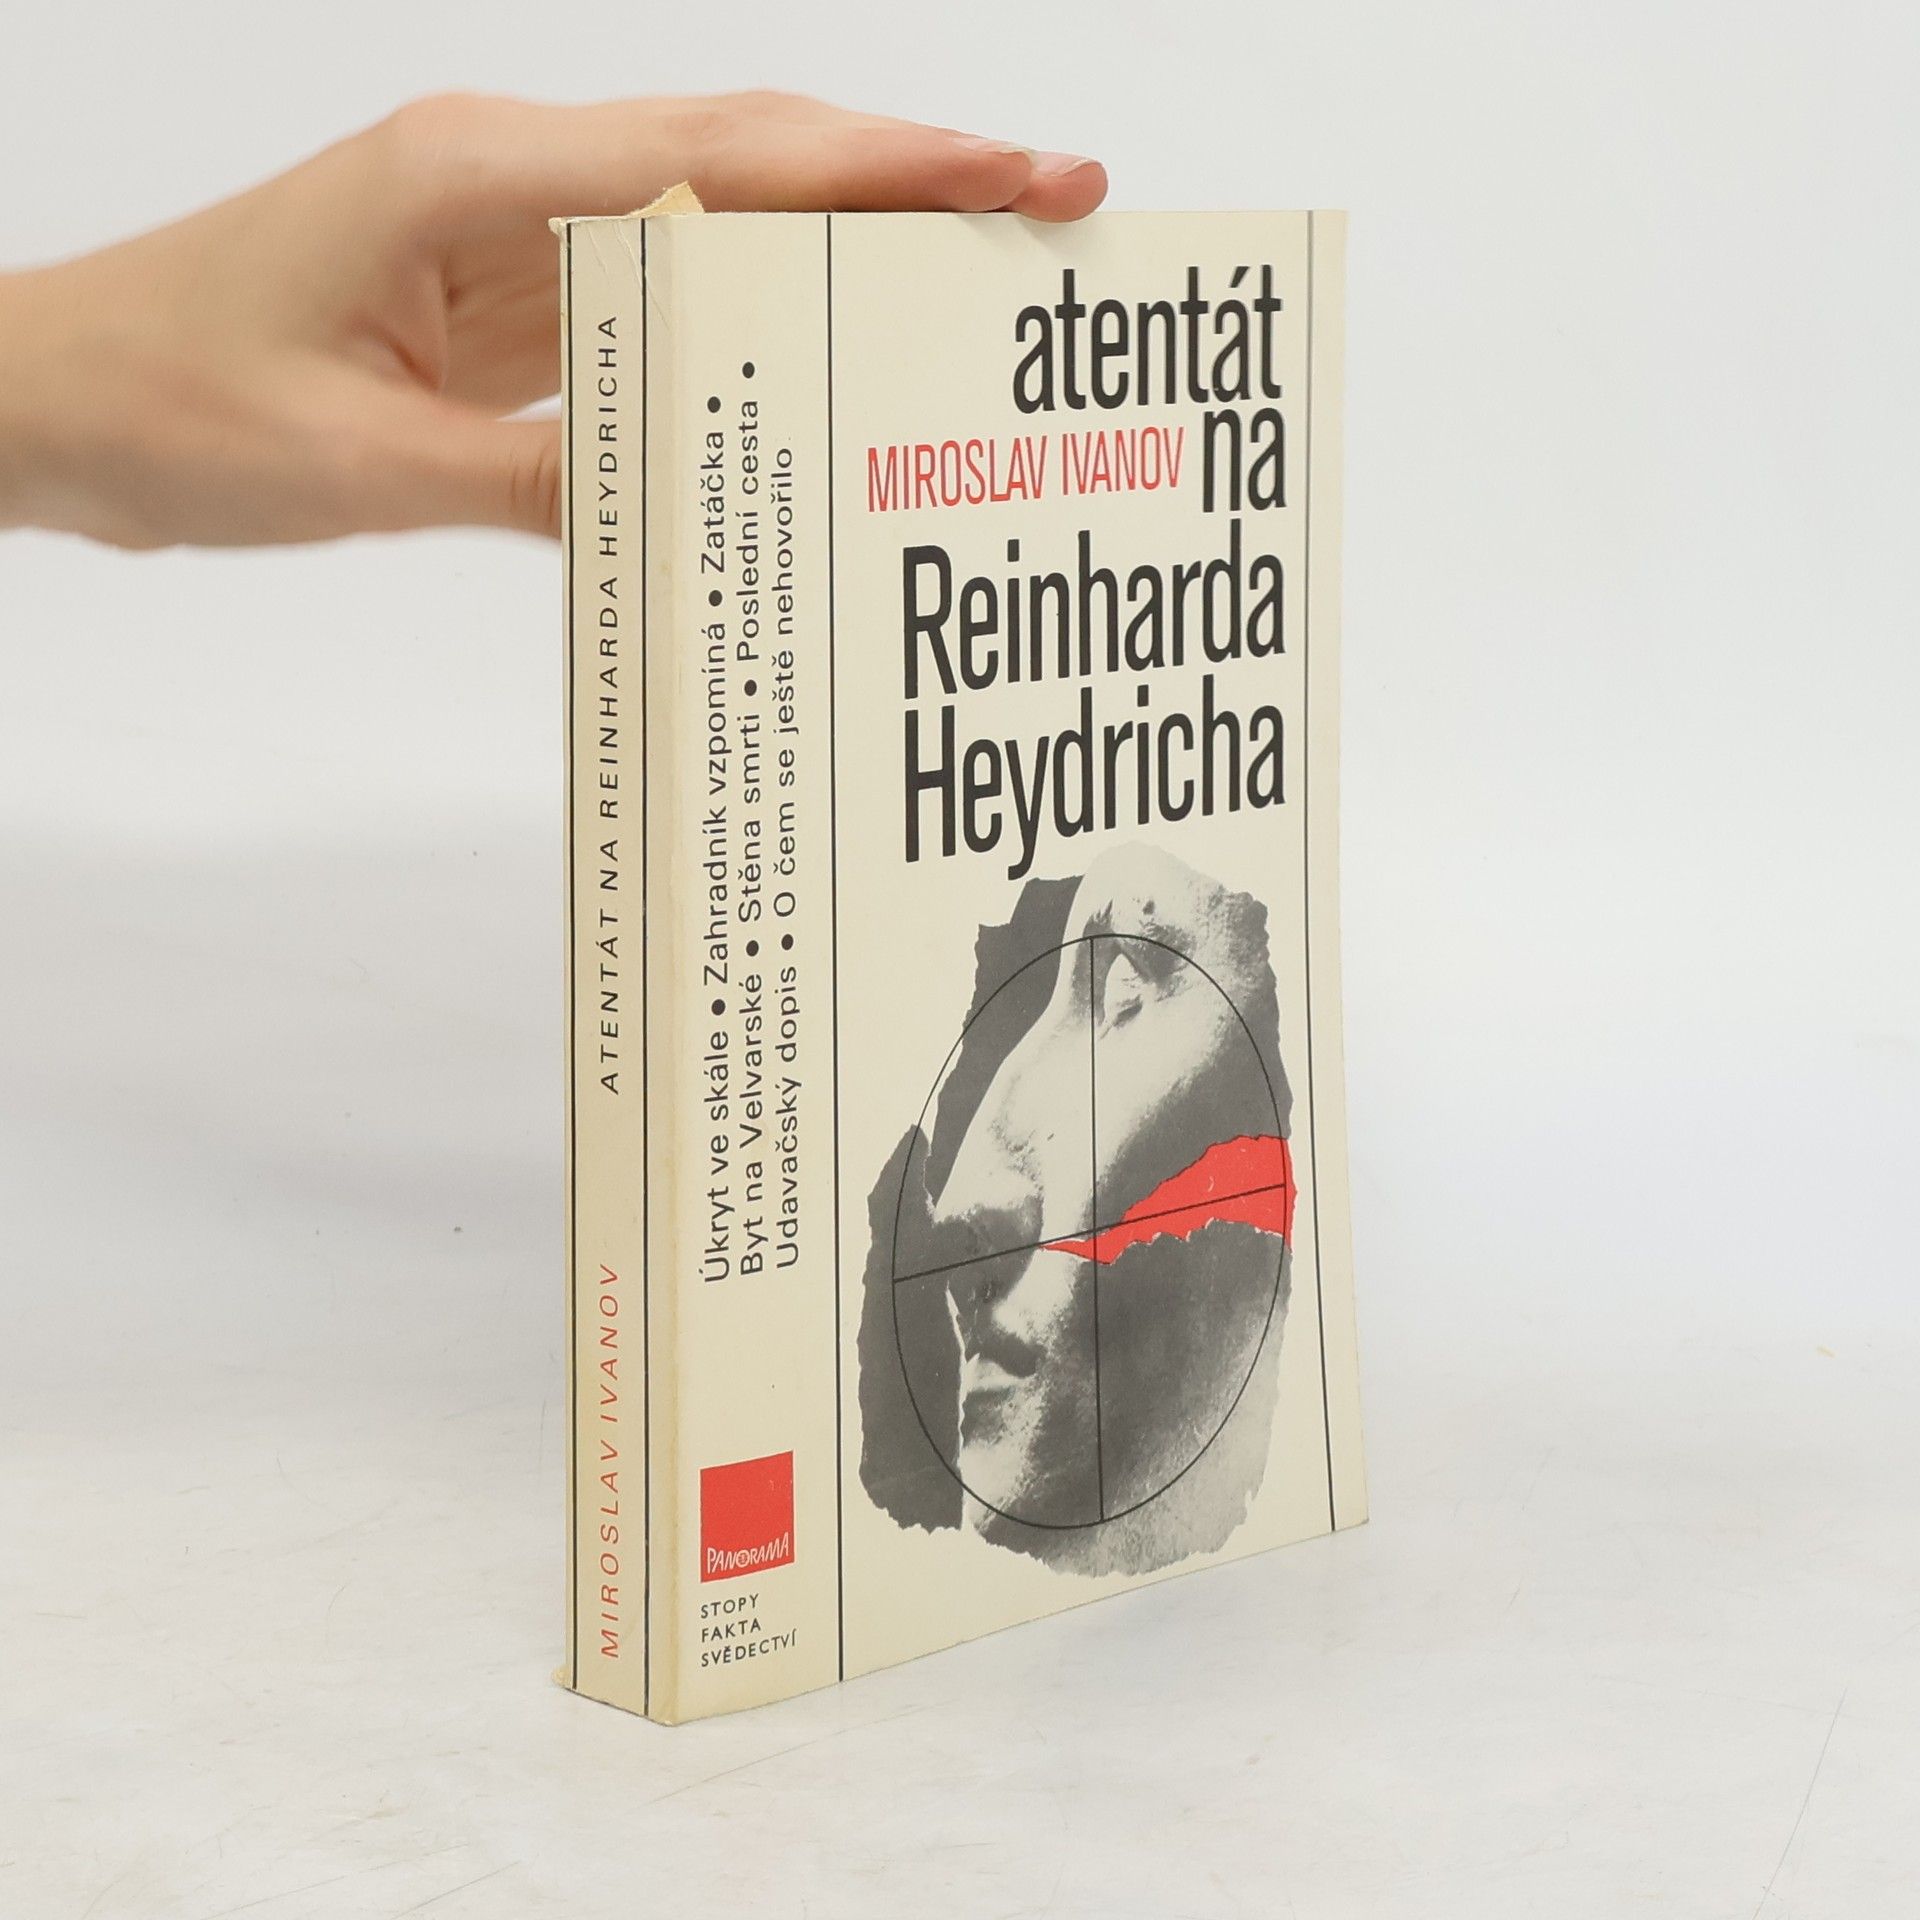 MIROSLAV IVANOV ATENTÁT NA REINHARDA HEYDRICHA
Úkryt ve skále ● Zahradník vzpomíná ● Zatáčka ●
Byt na Velvarské ● Stěna smrti ● Poslední cesta ●
Udavačský dopis ● O čem se ještě nehovořilo
PANORAMA
STOPY
FAKTA
SVĚDECTVÍ
atentát
MIROSLAV IVANOV na
Reinharda
Heydricha